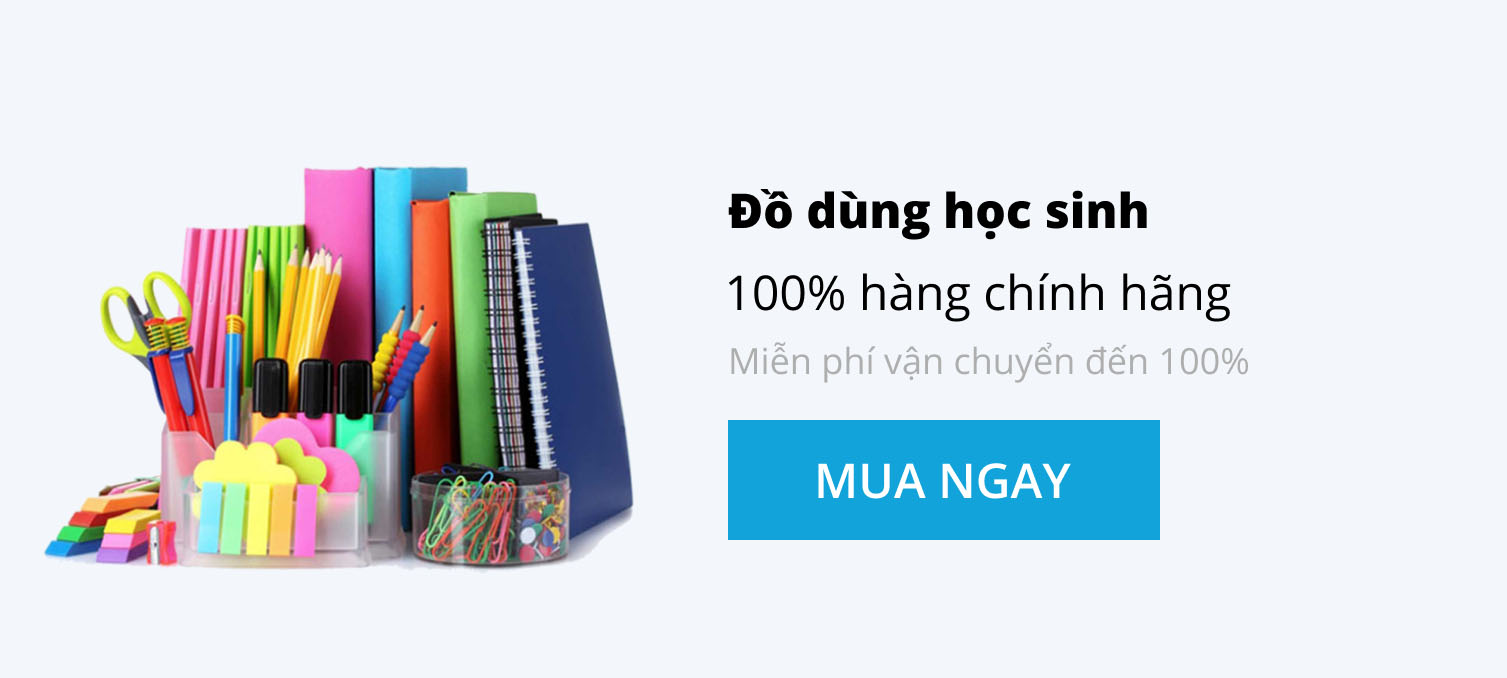 Đồ dùng học sinh
100% hàng chính hãng
Miễn phí vận chuyển đến 100%
MUA NGAY